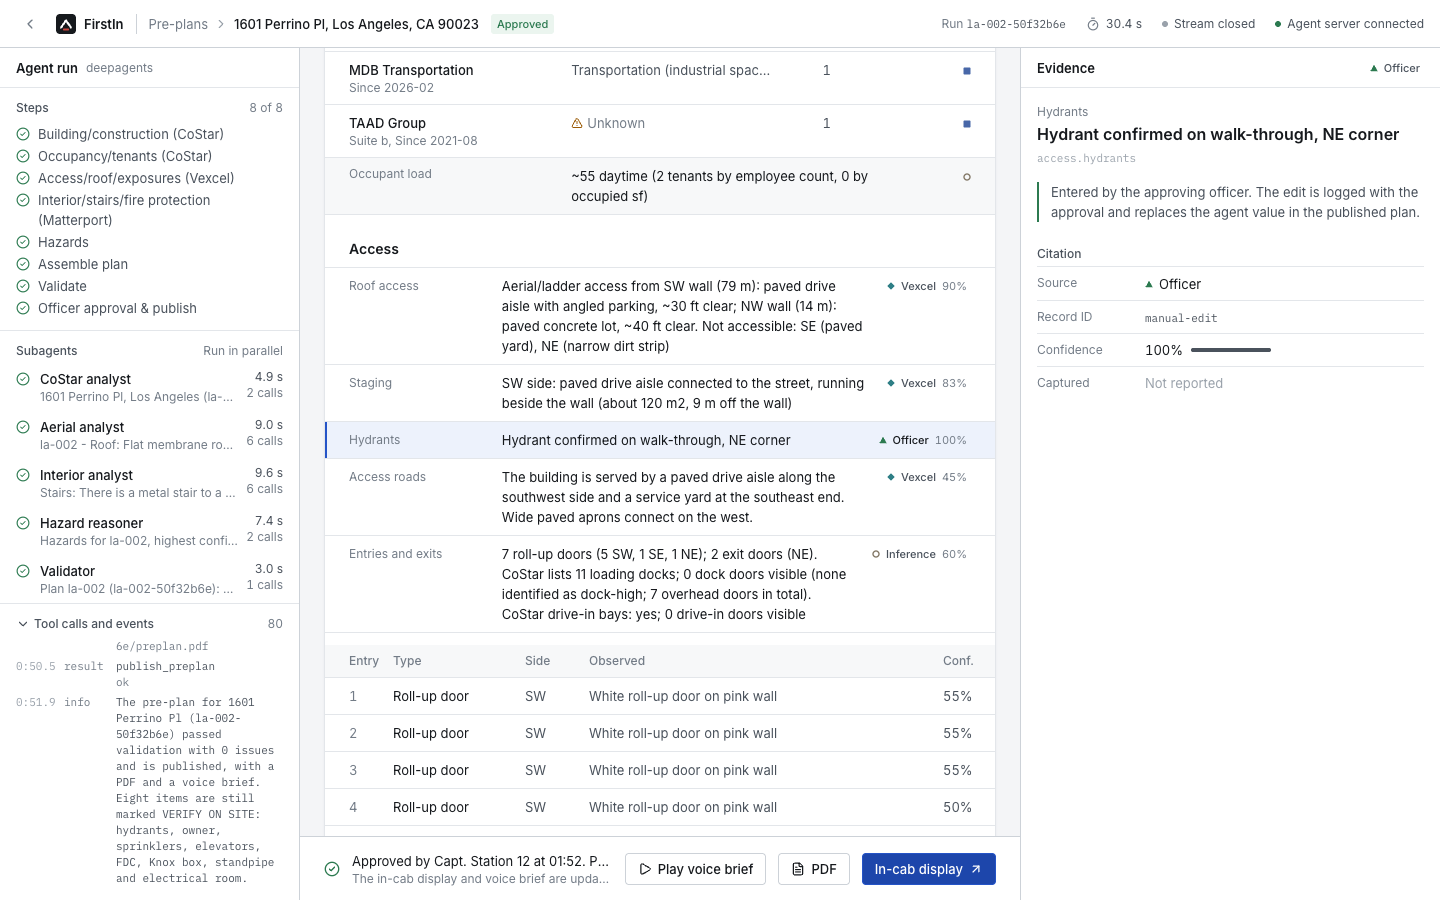 FirstIn
Pre-plans
1601 Perrino Pl, Los Angeles, CA 90023
Approved
Run la-002-50f32b6e
30.4 s
Stream closed
Agent server connected
Agent run deepagents
Steps 8 of 8
Building/construction (CoStar)
Occupancy/tenants (CoStar)
Access/roof/exposures (Vexcel)
Interior/stairs/fire protection
(Matterport)
Hazards
Assemble plan
Validate
Officer approval & publish
Subagents Run in parallel
CoStar analyst 4.9 s
1601 Perrino Pl, Los Angeles (la-... 2 calls
Aerial analyst 9.0 s
la-002 - Roof: Flat membrane ro... 6 calls
Interior analyst 9.6 s
Stairs: There is a metal stair to a ... 6 calls
Hazard reasoner 7.4 s
Hazards for la-002, highest confi... 2 calls
Validator 3.0 s
Plan la-002 (la-002-50f32b6e): ... 1 calls
Tool calls and events 80
6e/preplan.pdf
0:50.5 result publish_preplan
ok
0:51.9 info The pre-plan for 1601
Perrino Pl (la-002-
50f32b6e) passed
validation with 0 issues
and is published, with a
PDF and a voice brief.
Eight items are still
marked VERIFY ON SITE:
hydrants, owner,
sprinklers, elevators,
FDC, Knox box, standpipe
and electrical room.
MDB Transportation Transportation (industrial spac... 1
Since 2026-02
TAAD Group Unknown 1
Suite b, Since 2021-08
Occupant load ~55 daytime (2 tenants by employee count, 0 by
occupied sf)
Access
Roof access Aerial/ladder access from SW wall (79 m): paved drive Vexcel 90%
aisle with angled parking, ~30 ft clear; NW wall (14 m):
paved concrete lot, ~40 ft clear. Not accessible: SE (paved
yard), NE (narrow dirt strip)
Staging SW side: paved drive aisle connected to the street, running Vexcel 83%
beside the wall (about 120 m2, 9 m off the wall)
Hydrants Hydrant confirmed on walk-through, NE corner Officer 100%
Access roads The building is served by a paved drive aisle along the Vexcel 45%
southwest side and a service yard at the southeast end.
Wide paved aprons connect on the west.
Entries and exits 7 roll-up doors (5 SW, 1 SE, 1 NE); 2 exit doors (NE). Inference 60%
CoStar lists 11 loading docks; 0 dock doors visible (none
identified as dock-high; 7 overhead doors in total).
CoStar drive-in bays: yes; 0 drive-in doors visible
Entry Type Side Observed Conf.
1 Roll-up door SW White roll-up door on pink wall 55%
2 Roll-up door SW White roll-up door on pink wall 55%
3 Roll-up door SW White roll-up door on pink wall 55%
4 Roll-up door SW White roll-up door on pink wall 50%
Approved by Capt. Station 12 at 01:52. P...
The in-cab display and voice brief are upda...
Play voice brief
PDF
In-cab display
Evidence Officer
Hydrants
Hydrant confirmed on walk-through, NE corner
access.hydrants
Entered by the approving officer. The edit is logged with the
approval and replaces the agent value in the published plan.
Citation
Source Officer
Record ID manual-edit
Confidence 100%
Captured Not reported